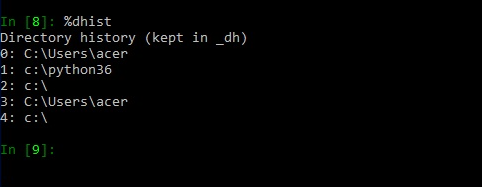 In [8]: %dhist
Directory history (kept in _dh)
0: C:\Users\acer
1: c:\python36
2: c:\
3: C:\Users\acer
4: c:\
In [9]: